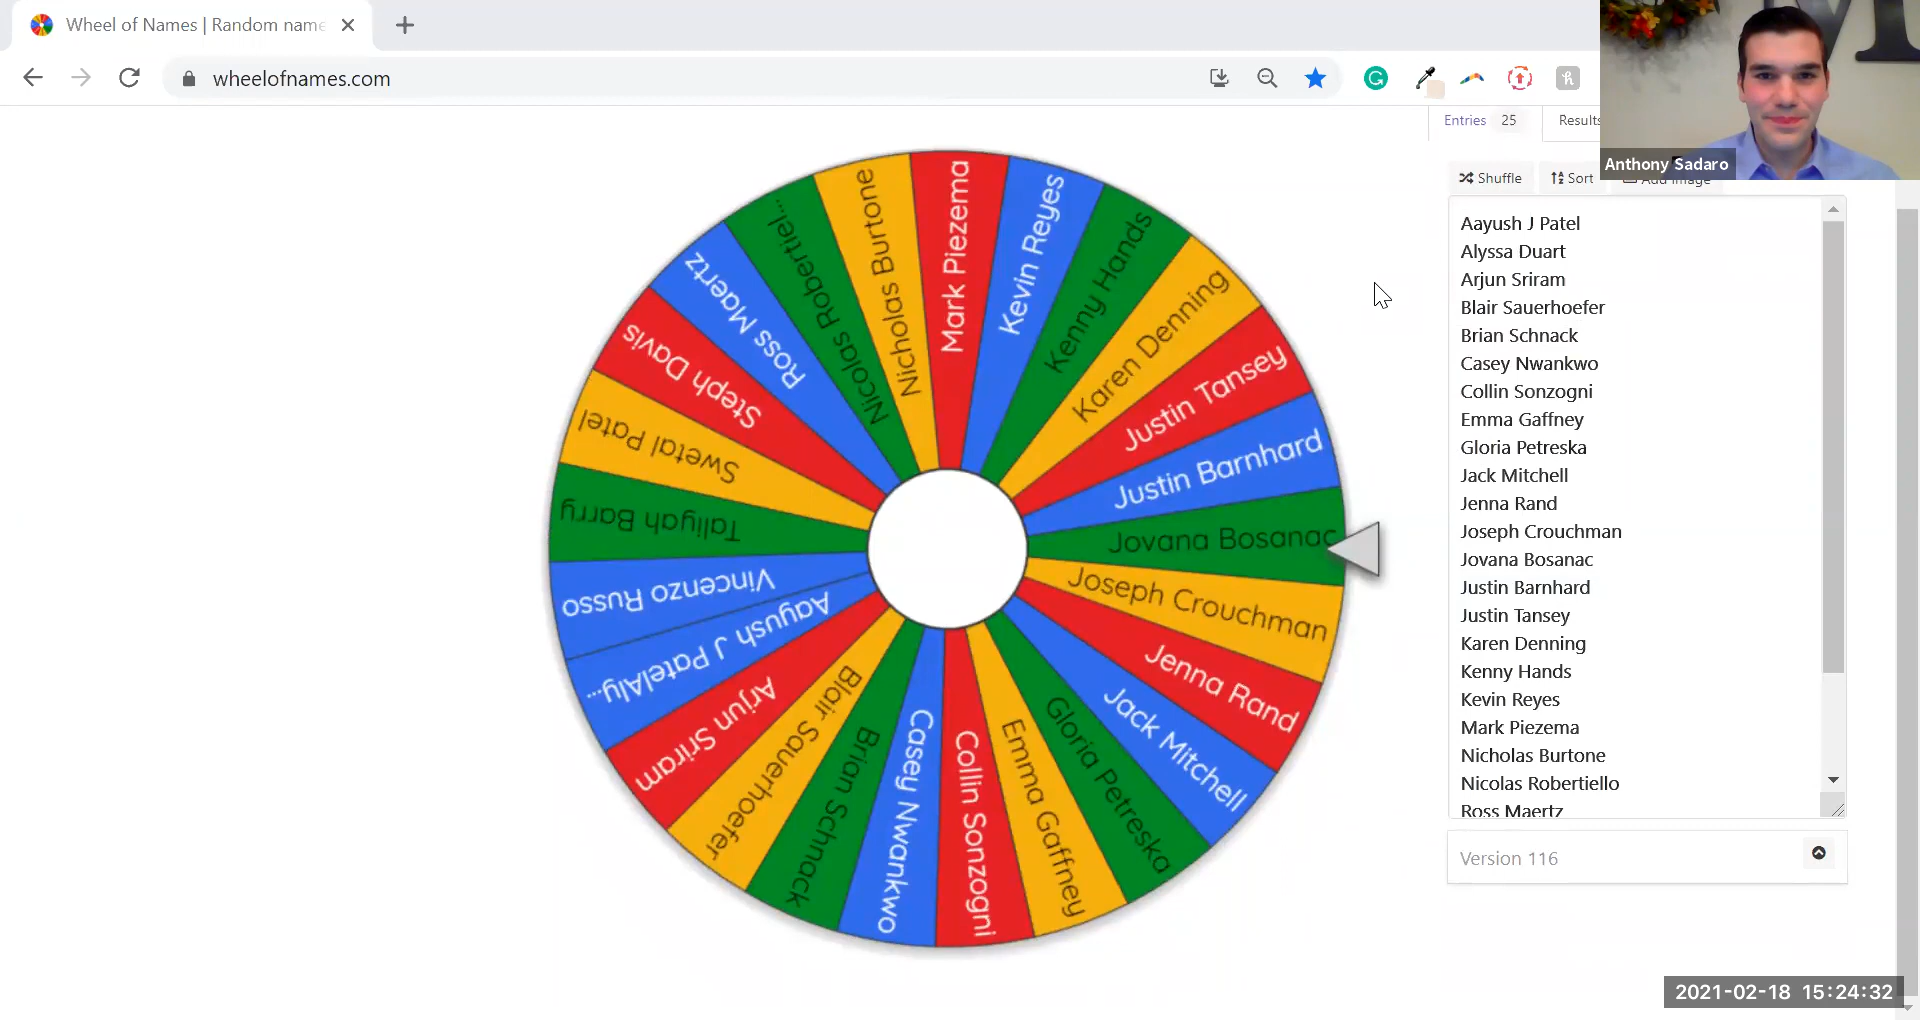 Wheel of Names | Random name
wheelofnames.com
Entries 25
Results
Anthony Sadaro
Shuffle
Sort
Add image
Aayush J Patel
Alyssa Duart
Arjun Sriram
Blair Sauerhoefer
Brian Schnack
Casey Nwankwo
Collin Sonzogni
Emma Gaffney
Gloria Petreska
Jack Mitchell
Jenna Rand
Joseph Crouchman
Jovana Bosanac
Justin Barnhard
Justin Tansey
Karen Denning
Kenny Hands
Kevin Reyes
Mark Piezema
Nicholas Burtone
Nicolas Robertiello
Ross Maertz
Version 116
Mark Piezema
Kevin Reyes
Kenny Hands
Karen Denning
Justin Tansey
Justin Barnhard
Jovana Bosanac
Joseph Crouchman
Jenna Rand
Jack Mitchell
Gloria Petreska
Emma Gaffney
Collin Sonzogni
Casey Nwankwo
Brian Schnack
Blair Sauerhoefer
Arjun Sriram
Aayush J PatelAly...
Vincenzo Russo
Taliyah Barry
Swetal Patel
Steph Davis
Ross Maertz
Nicolas Robertiel...
Nicholas Burtone
2021-02-18 15:24:32